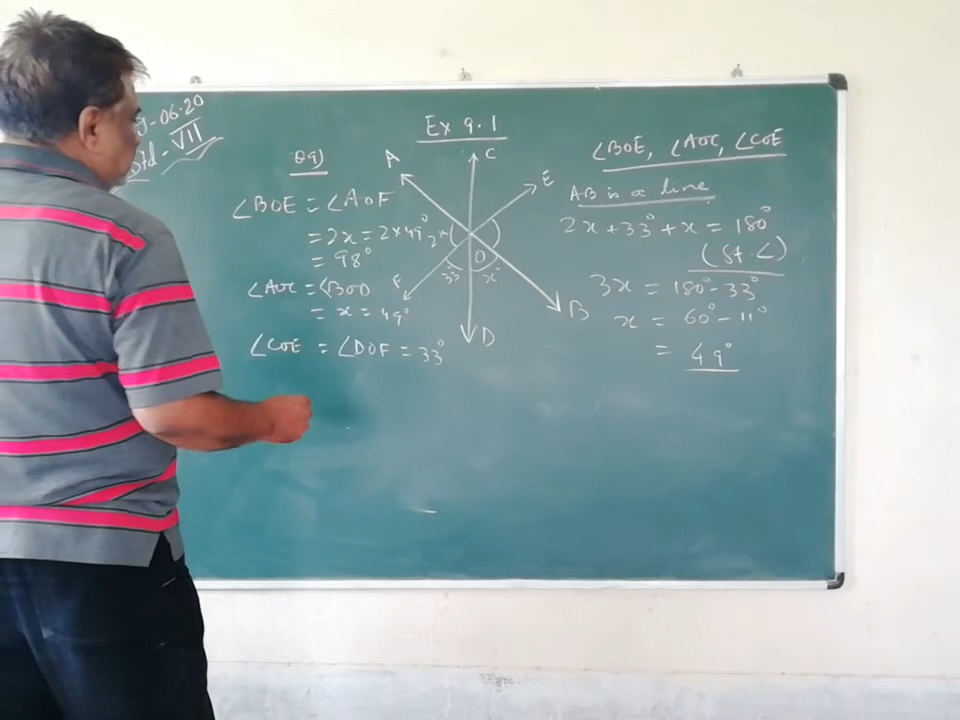 9-06-20
Std - VII
Ex 9.1
Q9)
∠BOE = ∠AOF
= 2x = 2×49°
= 98°
∠AOC = ∠BOD
= x = 49°
∠COE = ∠DOF = 33°
A
C
E
2x
O
F
33
x
B
D
∠BOE, ∠AOC, ∠COE
AB is a line
2x + 33° + x = 180°
(St. ∠)
3x = 180° - 33°
x = 60° - 11°
= 49°